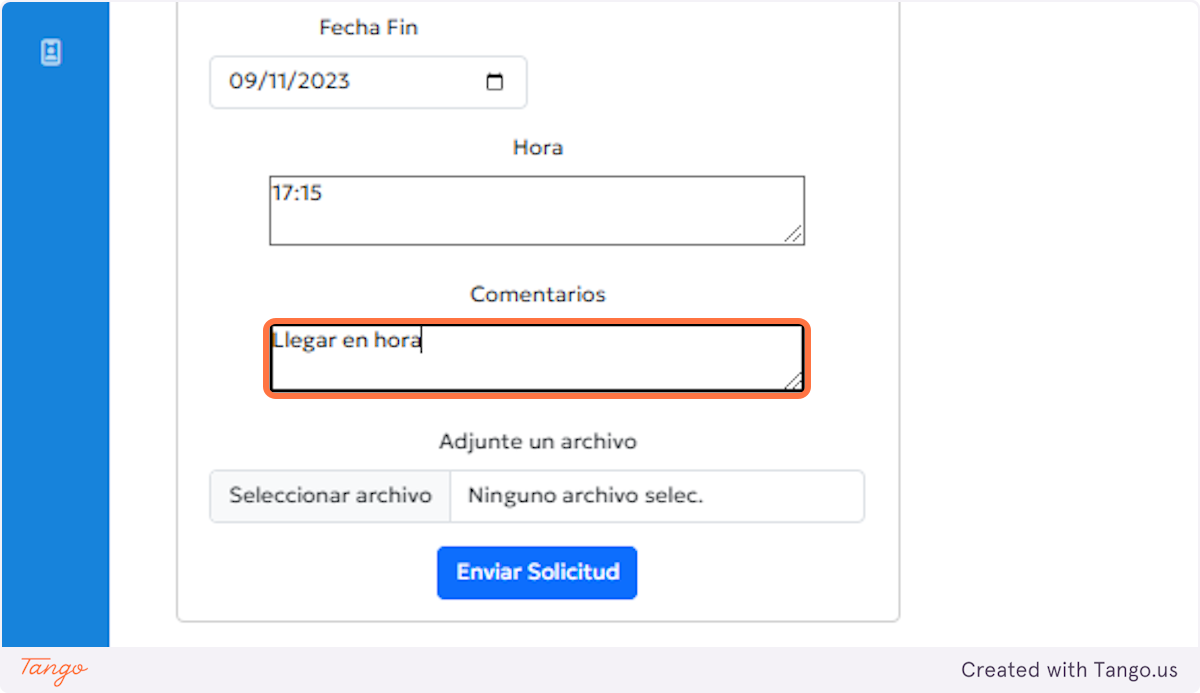 Fecha Fin
09/11/2023
Hora
17:15
Comentarios
Llegar en hora
Adjunte un archivo
Seleccionar archivo Ninguno archivo selec.
Enviar Solicitud
Tango Created with Tango.us